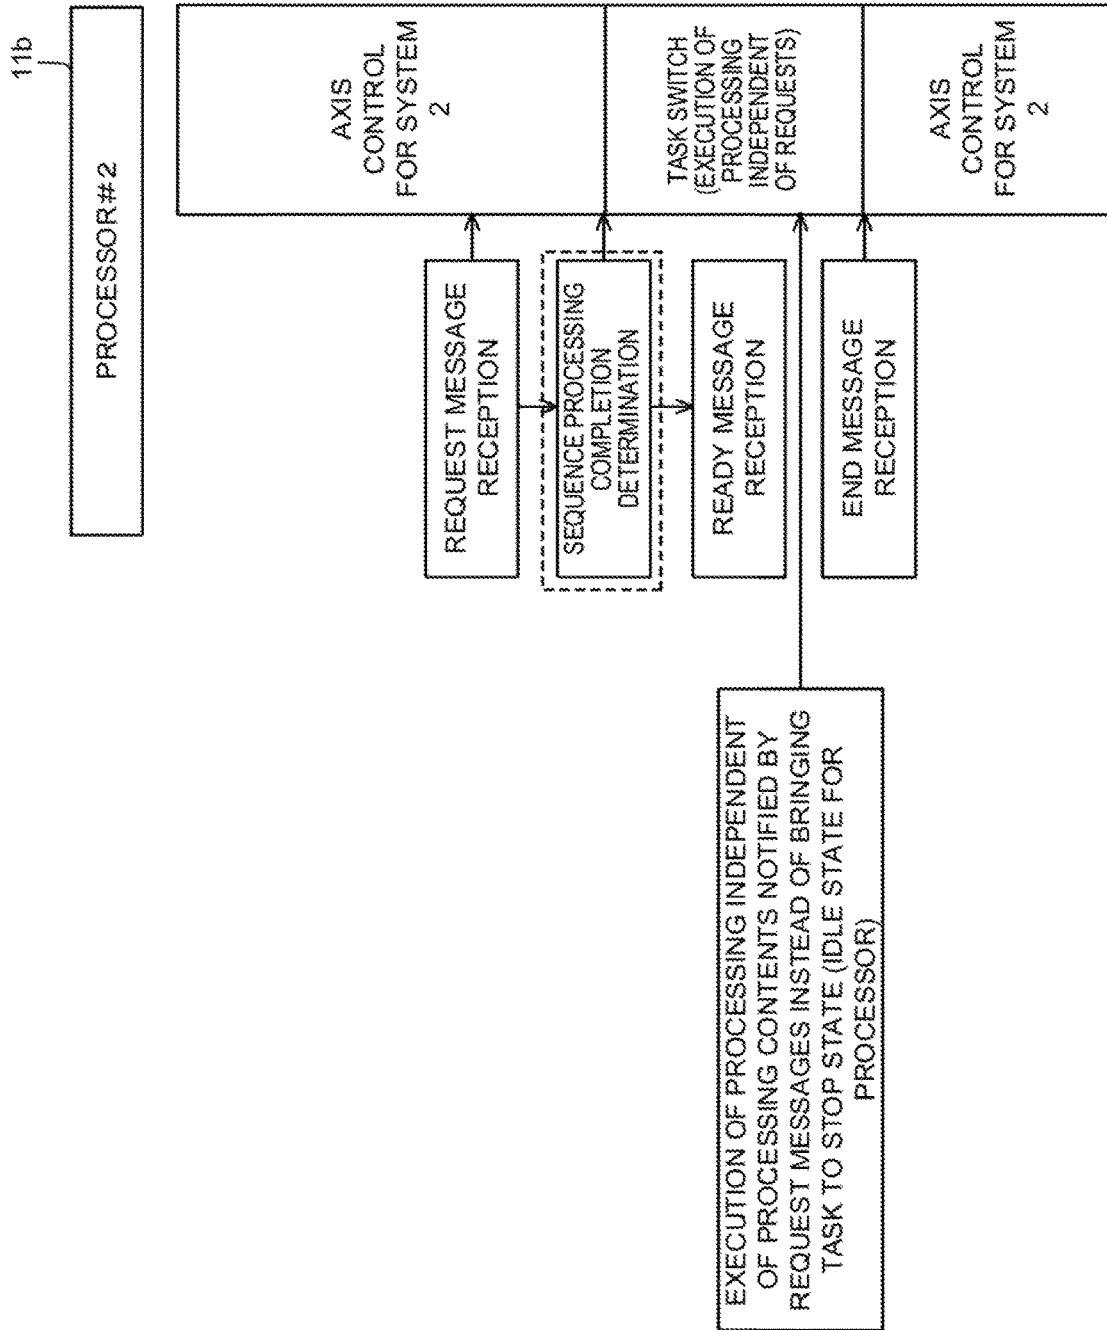 11b
PROCESSOR#2
AXIS
CONTROL
FOR SYSTEM
2
TASK SWITCH
(EXECUTION OF
PROCESSING
INDEPENDENT
OF REQUESTS)
AXIS
CONTROL
FOR SYSTEM
2
REQUEST MESSAGE
RECEPTION
SEQUENCE PROCESSING
COMPLETION
DETERMINATION
READY MESSAGE
RECEPTION
END MESSAGE
RECEPTION
EXECUTION OF PROCESSING INDEPENDENT
OF PROCESSING CONTENTS NOTIFIED BY
REQUEST MESSAGES INSTEAD OF BRINGING
TASK TO STOP STATE (IDLE STATE FOR
PROCESSOR)